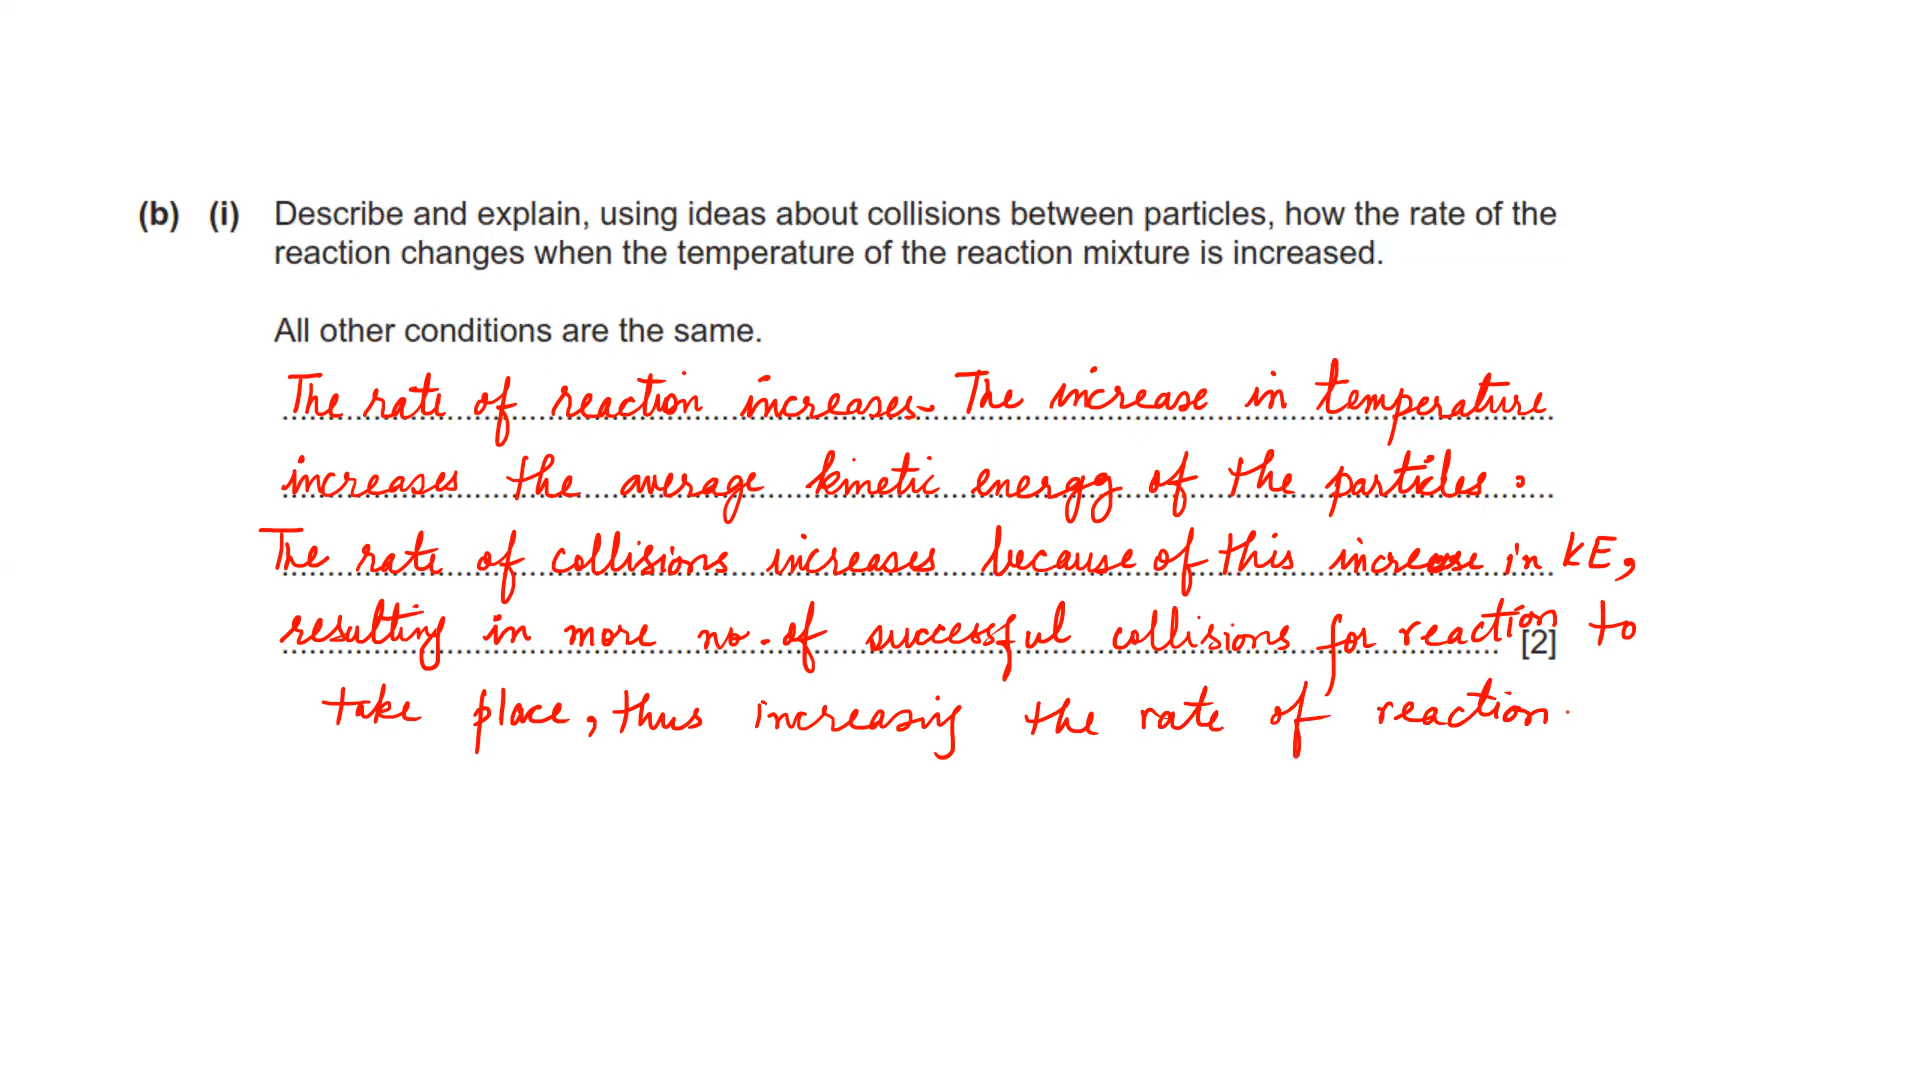 (b) (i) Describe and explain, using ideas about collisions between particles, how the rate of the
reaction changes when the temperature of the reaction mixture is increased.
All other conditions are the same.
The rate of reaction increases. The increase in temperature
increases the average kinetic energy of the particles.
The rate of collisions increases because of this increase in KE,
resulting in more no. of successful collisions for reaction to
[2]
take place, thus increasing the rate of reaction.